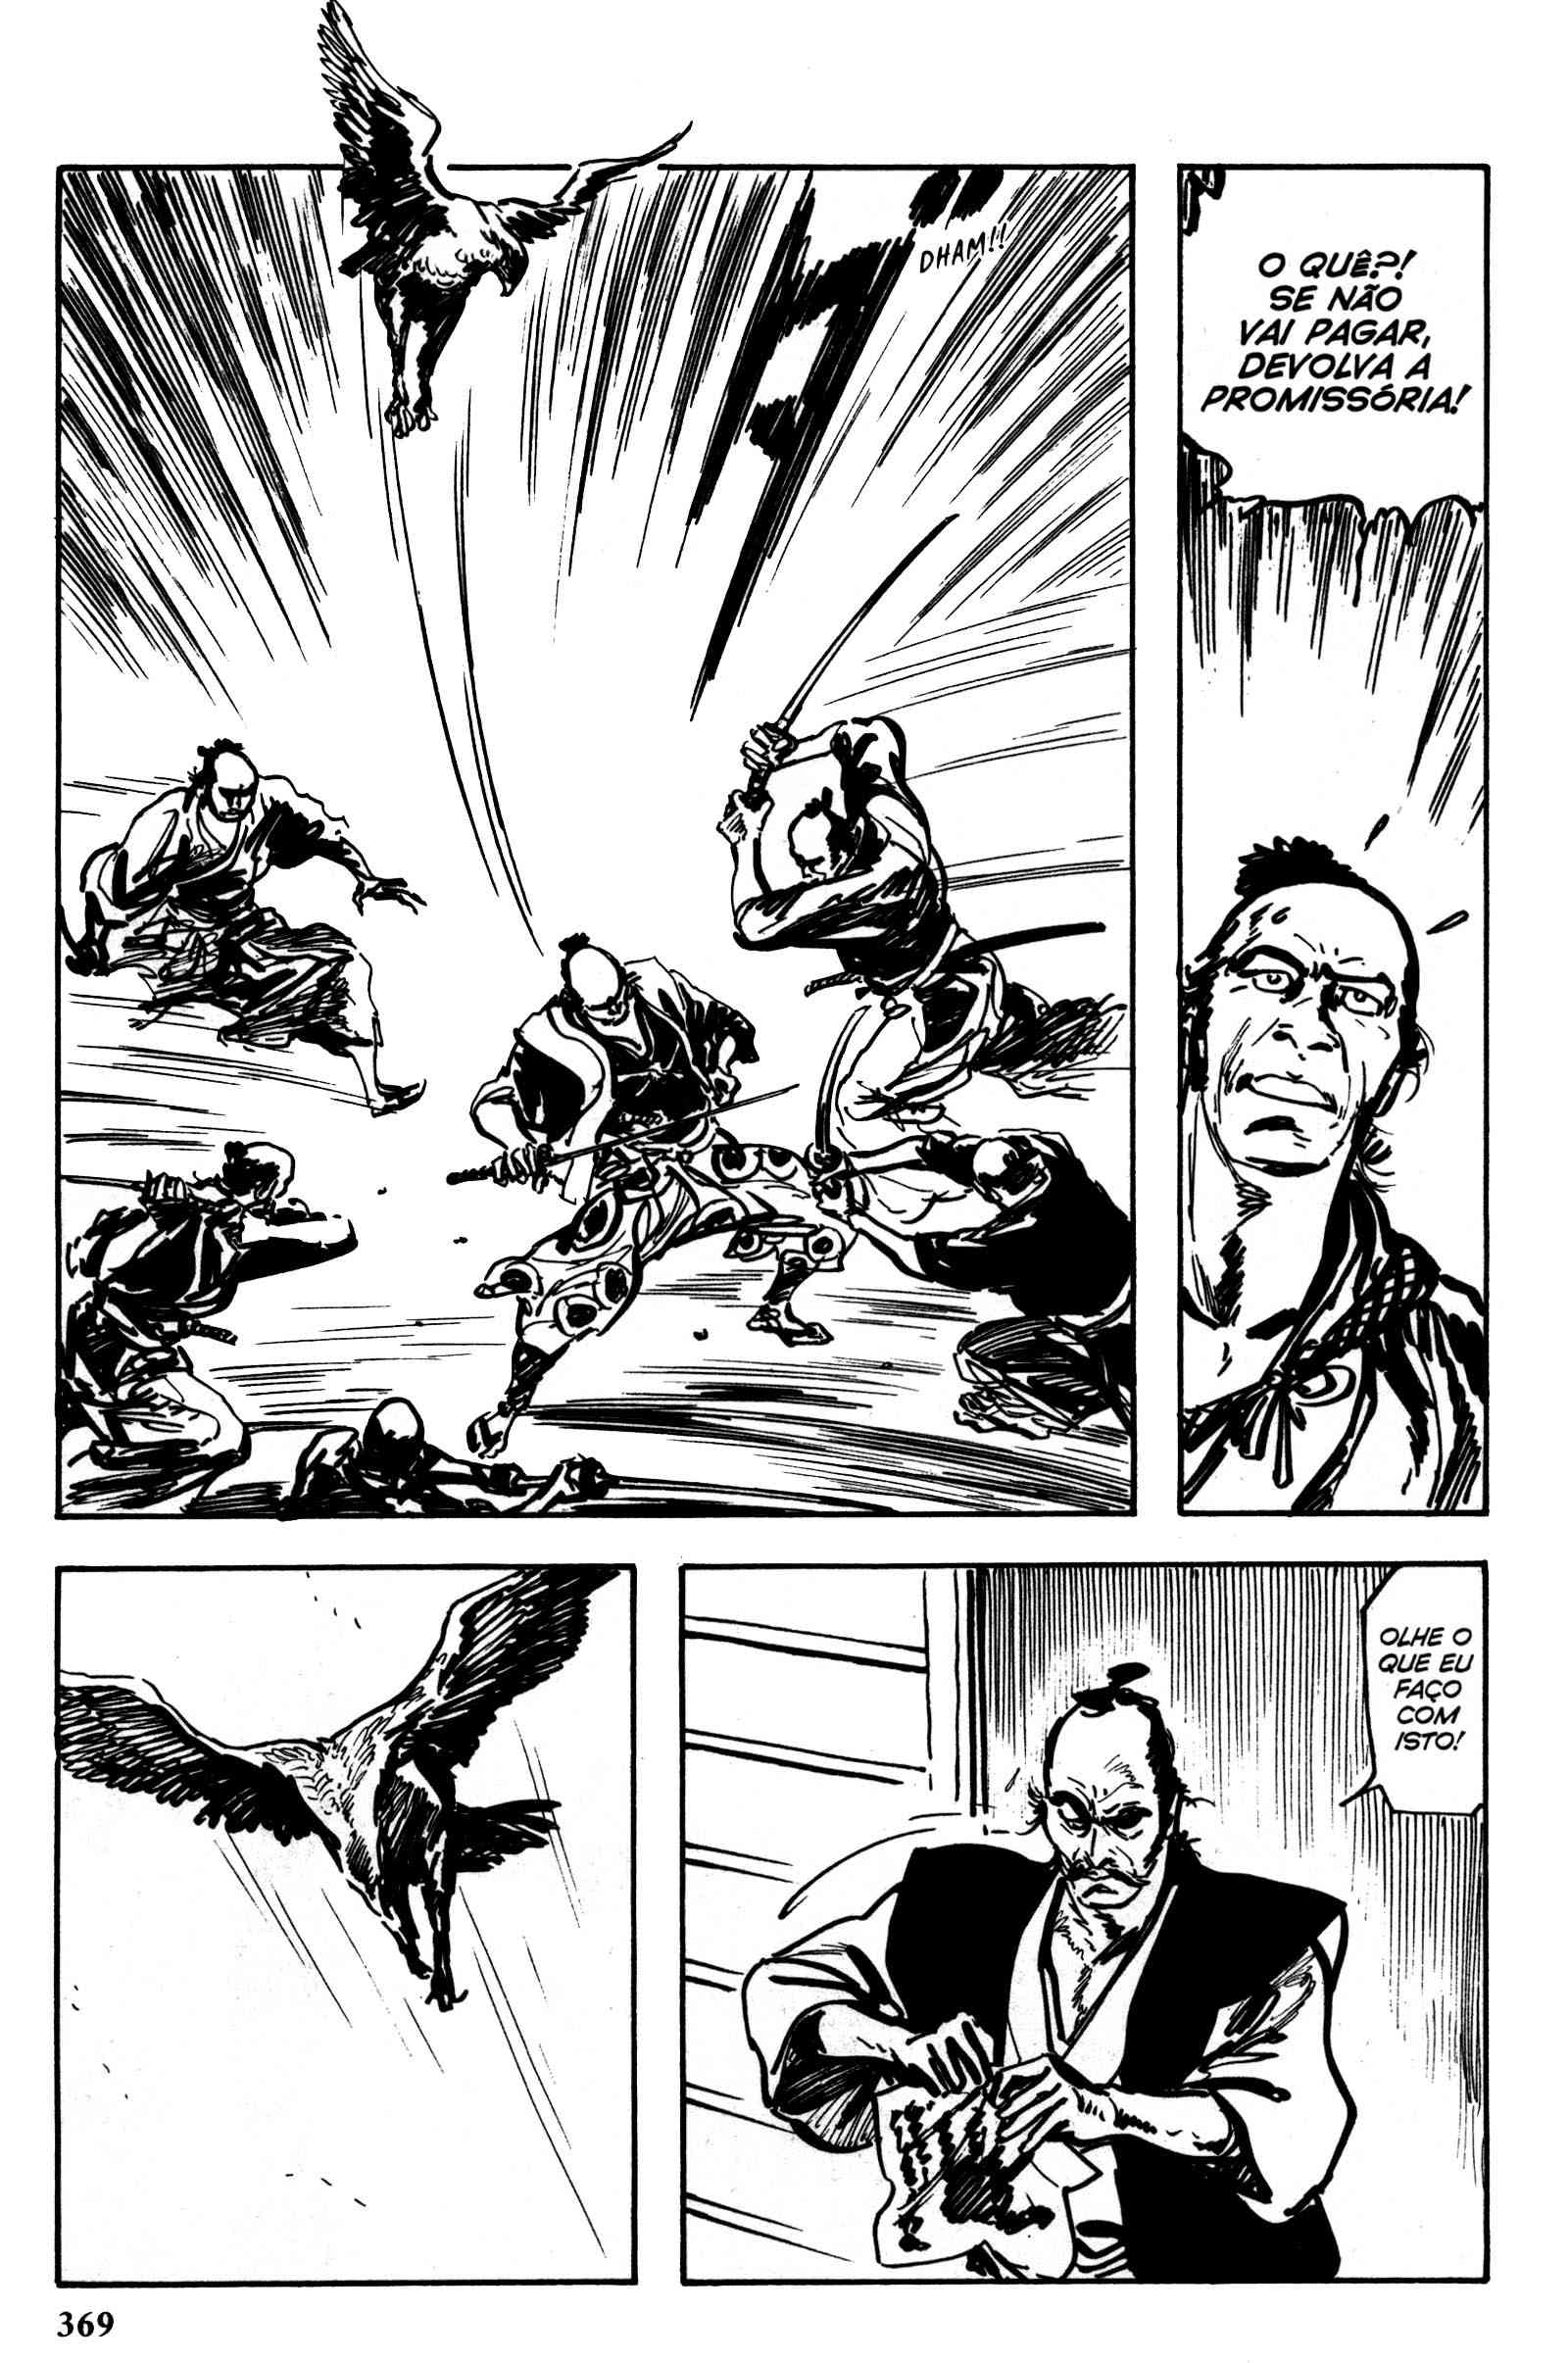 O QUÊ?!
SE NÃO
VAI PAGAR,
DEVOLVA A
PROMISSÓRIA!
DHAM!!
OLHE O
QUE EU
FAÇO
COM
ISTO!
369